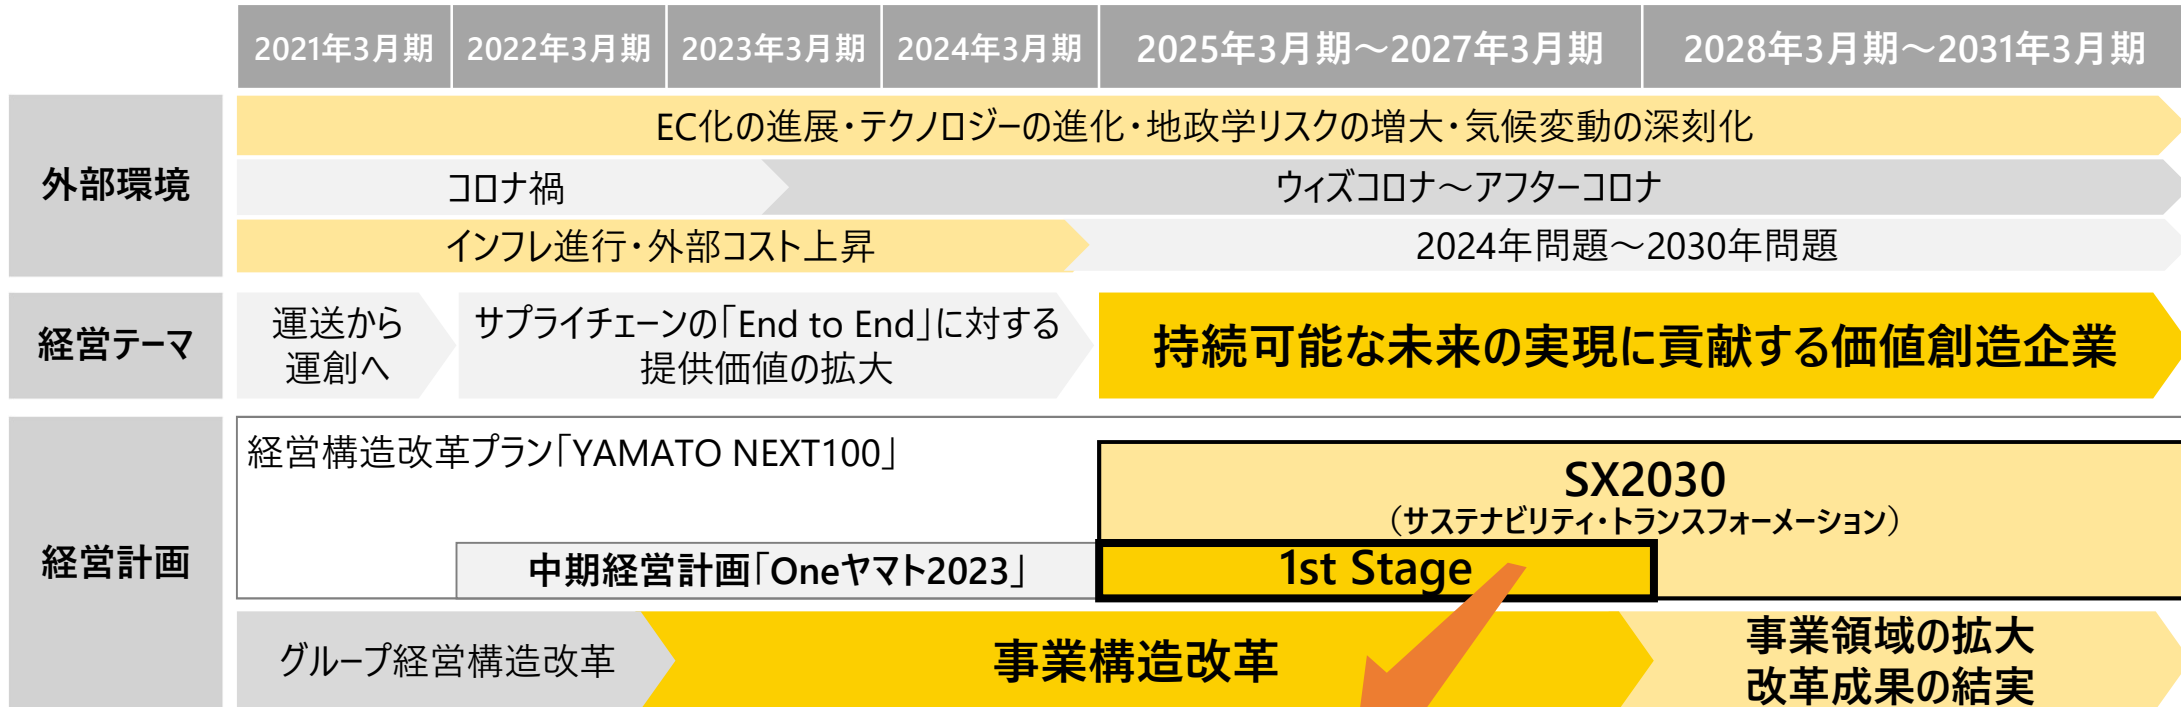 2021年3月期 2022年3月期 2023年3月期 2024年3月期 2025年3月期～2027年3月期 2028年3月期～2031年3月期
外部環境
EC化の進展・テクノロジーの進化・地政学リスクの増大・気候変動の深刻化
コロナ禍 ウィズコロナ～アフターコロナ
インフレ進行・外部コスト上昇 2024年問題～2030年問題
経営テーマ
運送から
運創へ
サプライチェーンの「End to End」に対する
提供価値の拡大
持続可能な未来の実現に貢献する価値創造企業
経営計画
経営構造改革プラン「YAMATO NEXT100」
SX2030
（サステナビリティ・トランスフォーメーション）
中期経営計画「Oneヤマト2023」 1st Stage
グループ経営構造改革 事業構造改革
事業領域の拡大
改革成果の結実